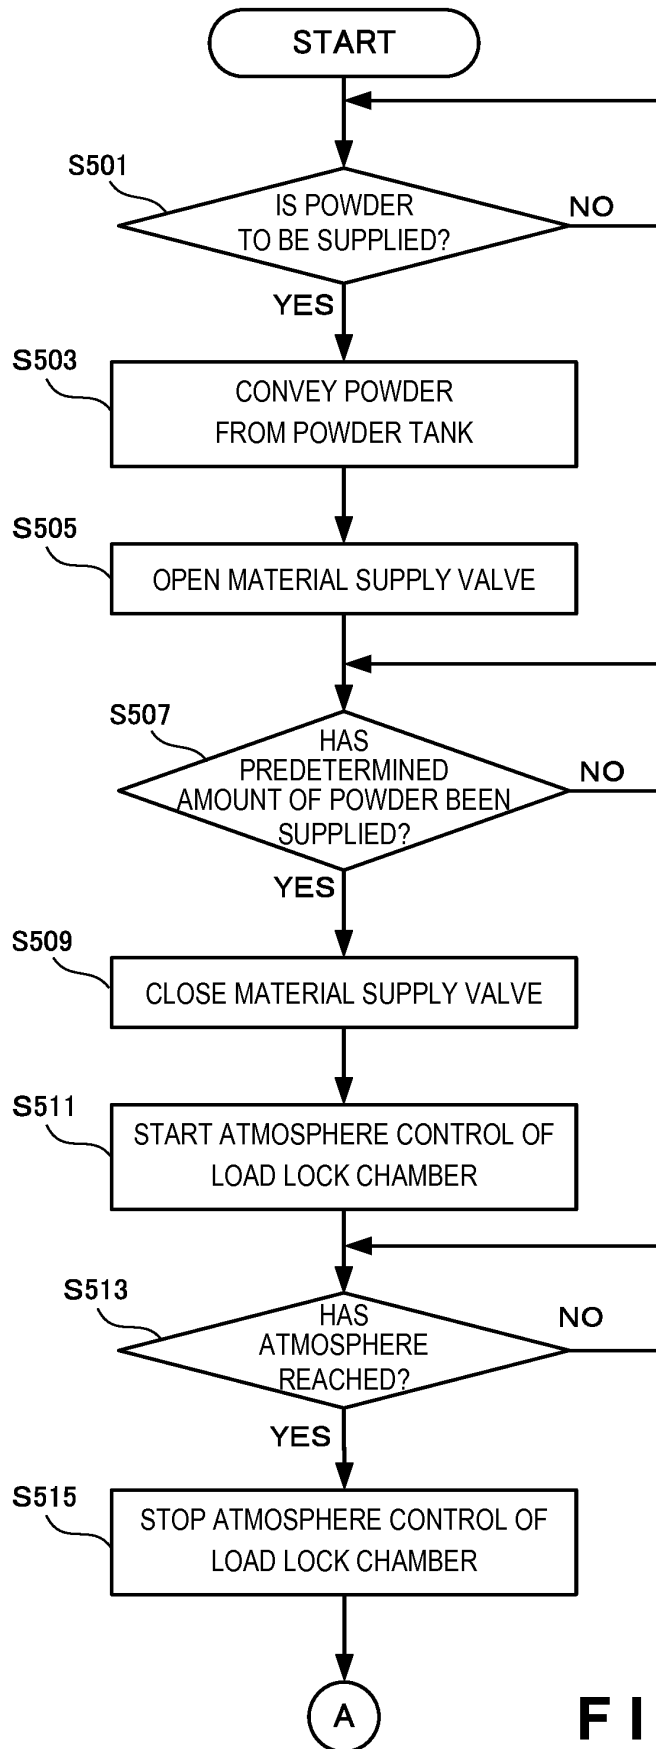 START
S501
IS POWDER
TO BE SUPPLIED?
NO
YES
S503
CONVEY POWDER
FROM POWDER TANK
S505
OPEN MATERIAL SUPPLY VALVE
S507
HAS
PREDETERMINED
AMOUNT OF POWDER BEEN
SUPPLIED?
NO
YES
S509
CLOSE MATERIAL SUPPLY VALVE
S511
START ATMOSPHERE CONTROL OF
LOAD LOCK CHAMBER
S513
HAS
ATMOSPHERE
REACHED?
NO
YES
S515
STOP ATMOSPHERE CONTROL OF
LOAD LOCK CHAMBER
A
FI